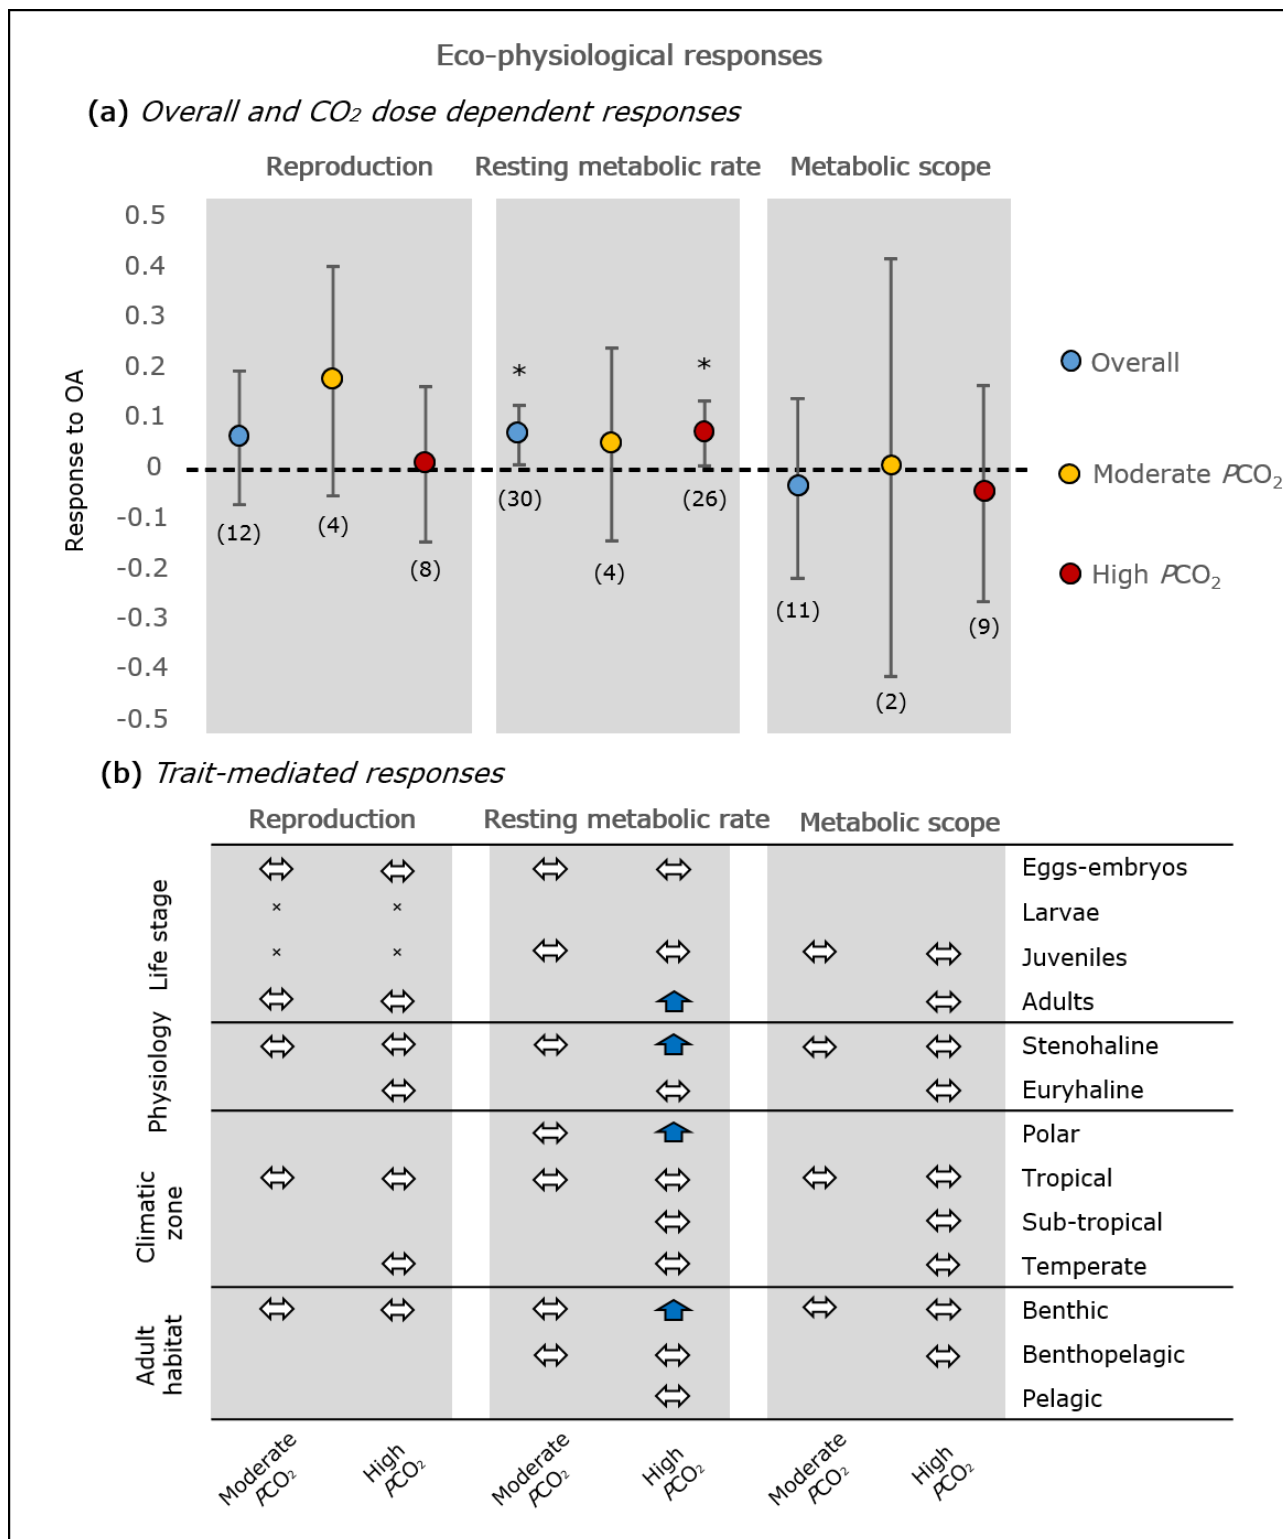 Eco-physiological responses
(a) Overall and CO₂ dose dependent responses
Reproduction Resting metabolic rate Metabolic scope
Response to OA
0.5
0.4
0.3
0.2
0.1
0
-0.1
-0.2
-0.3
-0.4
-0.5
* *
(12) (4) (8) (30) (4) (26) (11) (2) (9)
Overall
Moderate PCO₂
High PCO₂
(b) Trait-mediated responses
Reproduction Resting metabolic rate Metabolic scope
Life stage
Eggs-embryos
× × Larvae
× × Juveniles
Adults
Physiology
Stenohaline
Euryhaline
Climatic
zone
Polar
Tropical
Sub-tropical
Temperate
Adult
habitat
Benthic
Benthopelagic
Pelagic
Moderate
PCO₂
High
PCO₂
Moderate
PCO₂
High
PCO₂
Moderate
PCO₂
High
PCO₂